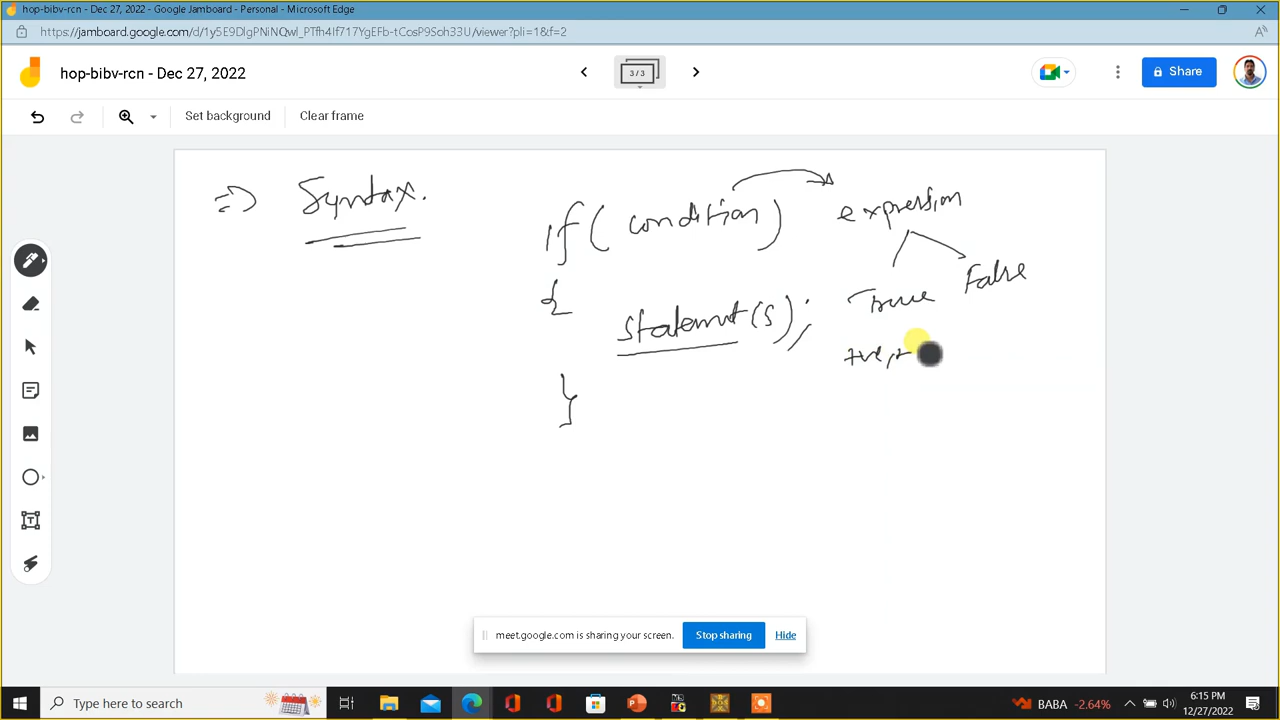 hop-bibv-rcn - Dec 27, 2022 - Google Jamboard - Personal - Microsoft Edge
https://jamboard.google.com/d/1y5E9DlgPNiNQwl_PTfh4If717YgEFb-tCosP9Soh33U/viewer?pli=1&f=2
hop-bibv-rcn - Dec 27, 2022
3/3
Share
Set background
Clear frame
=> Syntax.
if ( condition ) expression
{
True False
statement(s);
+ve,
}
meet.google.com is sharing your screen. Stop sharing Hide
Type here to search
BABA -2.64%
6:15 PM
12/27/2022